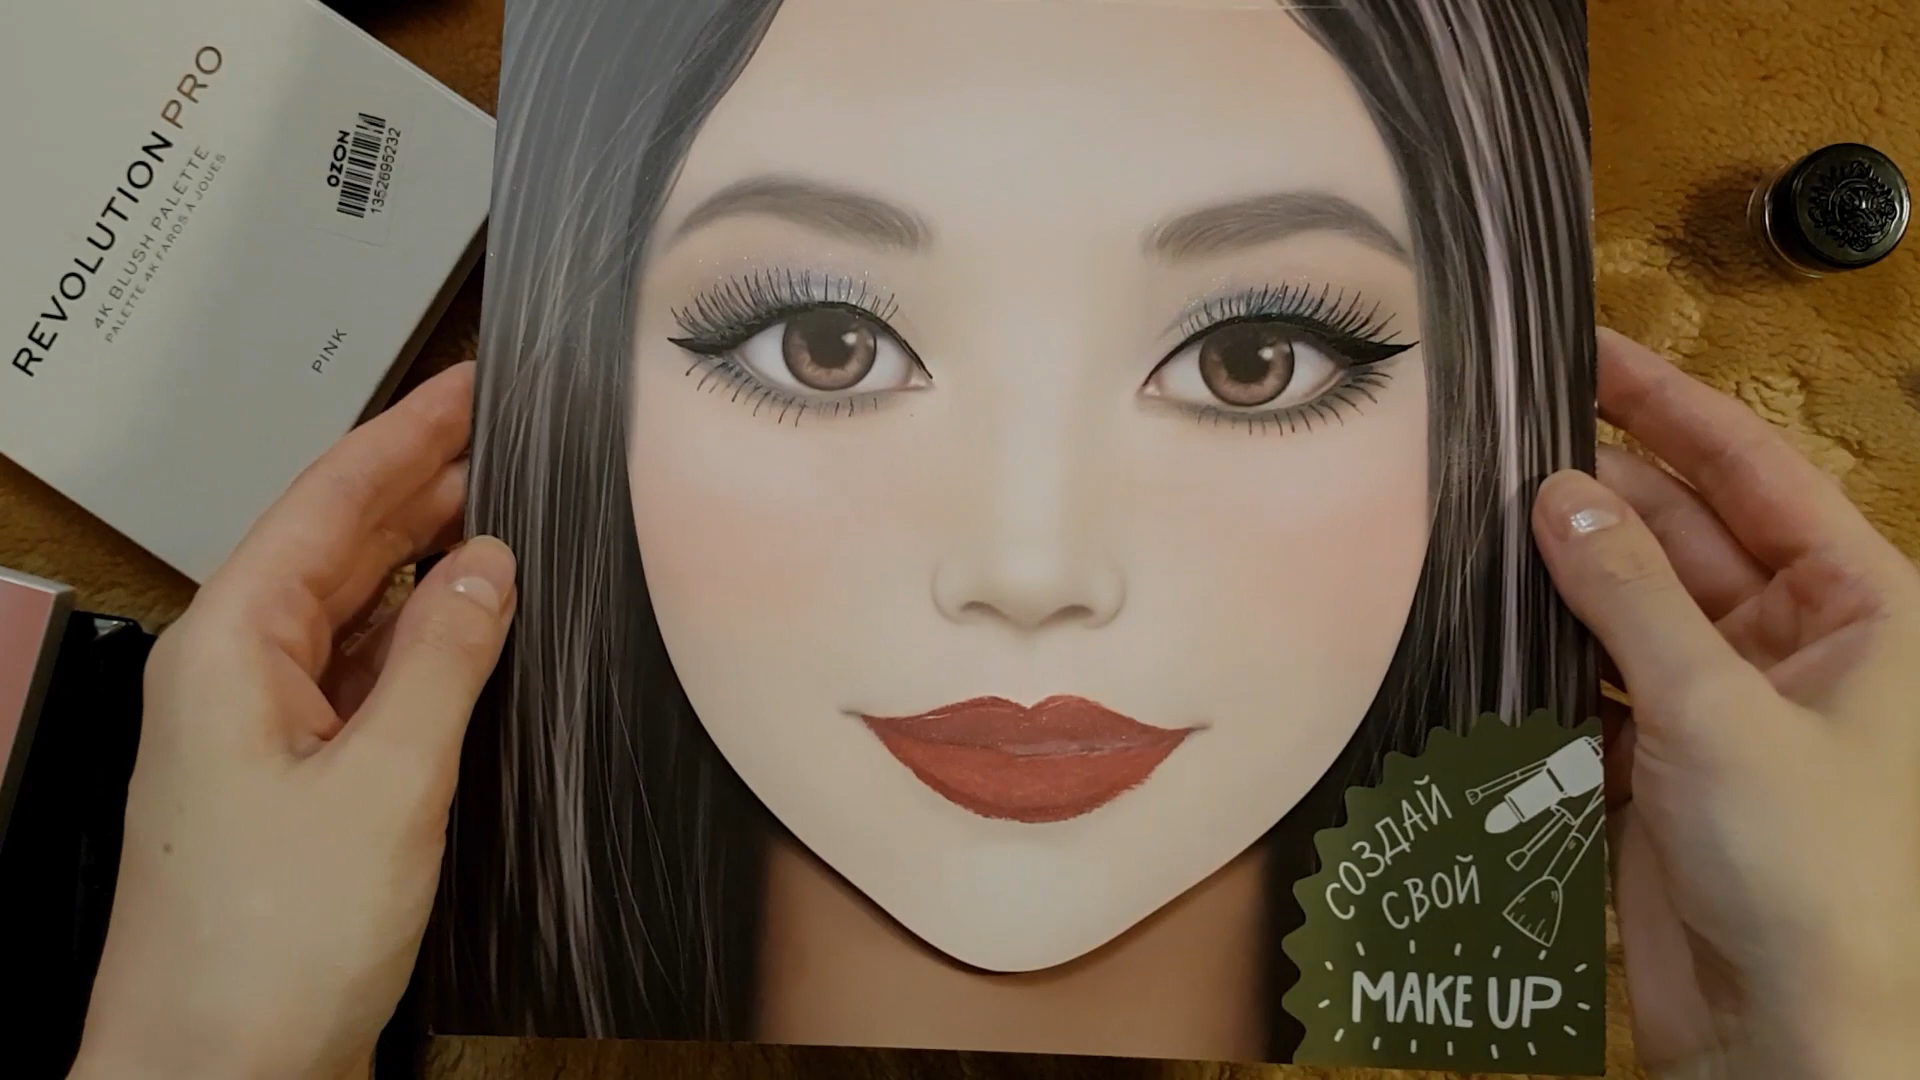 REVOLUTION PRO
4K BLUSH PALETTE
PALETTE 4K FARDS À JOUES
PINK
OZON
1352695232
СОЗДАЙ
СВОЙ
MAKE UP